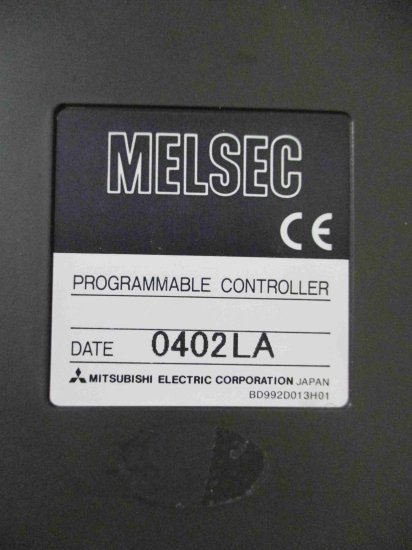 MELSEC
CE
PROGRAMMABLE CONTROLLER
DATE 0402LA
MITSUBISHI ELECTRIC CORPORATION JAPAN
BD992D013H01